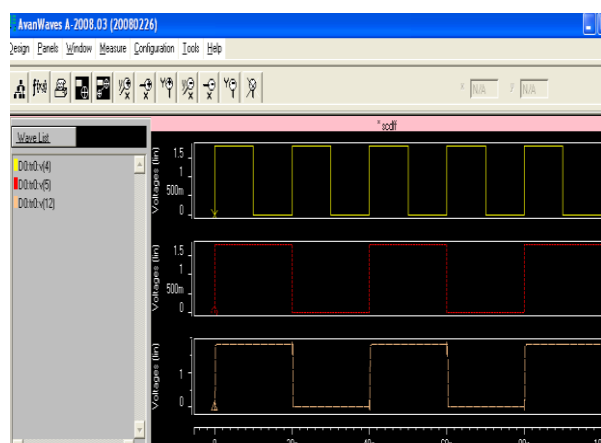 AvanWaves A-2008.03 (20080226)
Design Panels Window Measure Configuration Tools Help
x N/A y N/A
* scdff
Wave List
D0:tr0:v(4)
D0:tr0:v(5)
D0:tr0:v(12)
Voltages (lin)
1.5
1
500m
0
Voltages (lin)
1.5
1
500m
0
Voltages (lin)
1
0
0